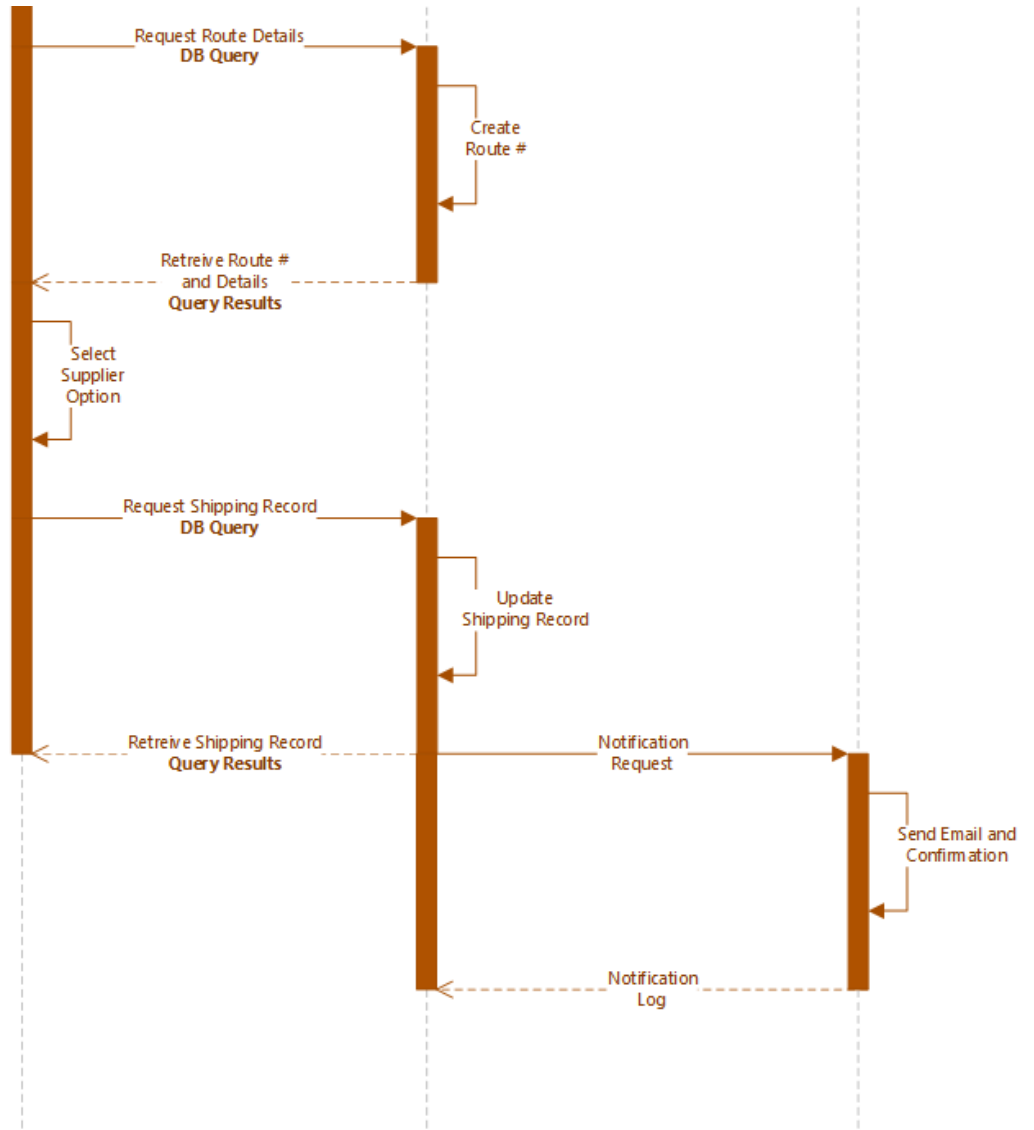 Request Route Details
DB Query
Create
Route #
Retreive Route #
and Details
Query Results
Select
Supplier
Option
Request Shipping Record
DB Query
Update
Shipping Record
Retreive Shipping Record
Query Results
Notification
Request
Send Email and
Confirmation
Notification
Log